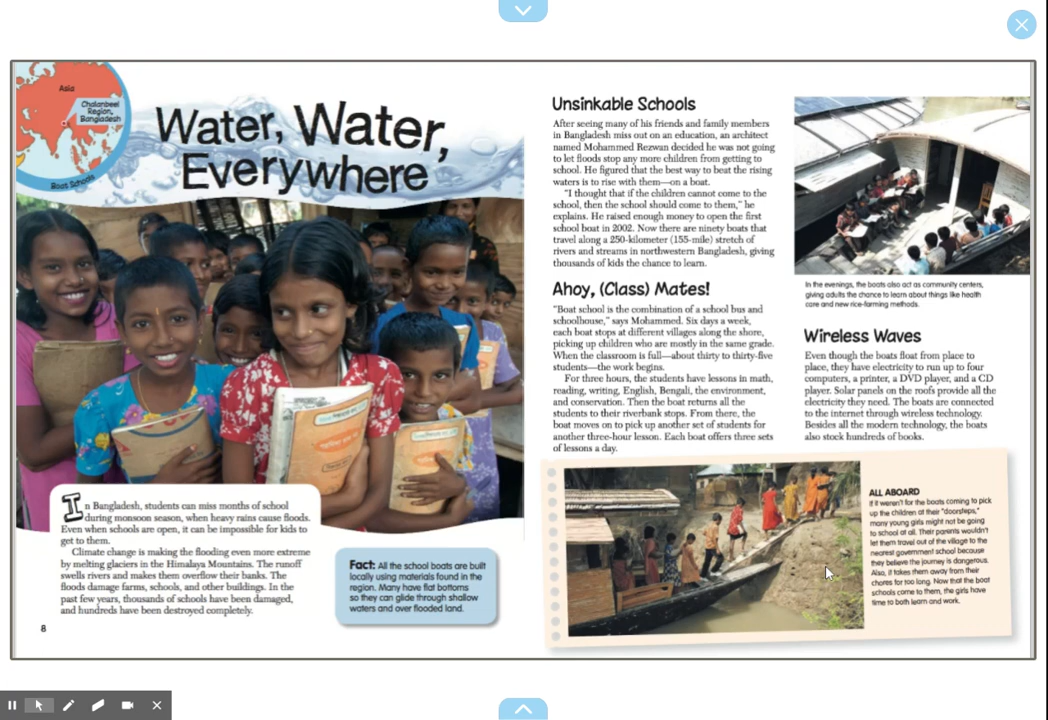 Asia
Chalanbeel
Region,
Bangladesh
Boat Schools
Water, Water,
Everywhere
In Bangladesh, students can miss months of school
during monsoon season, when heavy rains cause floods.
Even when schools are open, it can be impossible for kids to
get to them.
Climate change is making the flooding even more extreme
by melting glaciers in the Himalaya Mountains. The runoff
swells rivers and makes them overflow their banks. The
floods damage farms, schools, and other buildings. In the
past few years, thousands of schools have been damaged,
and hundreds have been destroyed completely.
Fact: All the school boats are built
locally using materials found in the
region. Many have flat bottoms
so they can glide through shallow
waters and over flooded land.
8
Unsinkable Schools
After seeing many of his friends and family members
in Bangladesh miss out on an education, an architect
named Mohammed Rezwan decided he was not going
to let floods stop any more children from getting to
school. He figured that the best way to beat the rising
waters is to rise with them—on a boat.
"I thought that if the children cannot come to the
school, then the school should come to them," he
explains. He raised enough money to open the first
school boat in 2002. Now there are ninety boats that
travel along a 250-kilometer (155-mile) stretch of
rivers and streams in northwestern Bangladesh, giving
thousands of kids the chance to learn.
Ahoy, (Class) Mates!
"Boat school is the combination of a school bus and
schoolhouse," says Mohammed. Six days a week,
each boat stops at different villages along the shore,
picking up children who are mostly in the same grade.
When the classroom is full—about thirty to thirty-five
students—the work begins.
For three hours, the students have lessons in math,
reading, writing, English, Bengali, the environment,
and conservation. Then the boat returns all the
students to their riverbank stops. From there, the
boat moves on to pick up another set of students for
another three-hour lesson. Each boat offers three sets
of lessons a day.
In the evenings, the boats also act as community centers,
giving adults the chance to learn about things like health
care and new rice-farming methods.
Wireless Waves
Even though the boats float from place to
place, they have electricity to run up to four
computers, a printer, a DVD player, and a CD
player. Solar panels on the roofs provide all the
electricity they need. The boats are connected
to the internet through wireless technology.
Besides all the modern technology, the boats
also stock hundreds of books.
ALL ABOARD
If it weren't for the boats coming to pick
up the children at their "doorsteps,"
many young girls might not be going
to school at all. Their parents wouldn't
let them travel out of the village to the
nearest government school because
they believe the journey is dangerous.
Also, it takes them away from their
chores for too long. Now that the boat
schools come to them, the girls have
time to both learn and work.